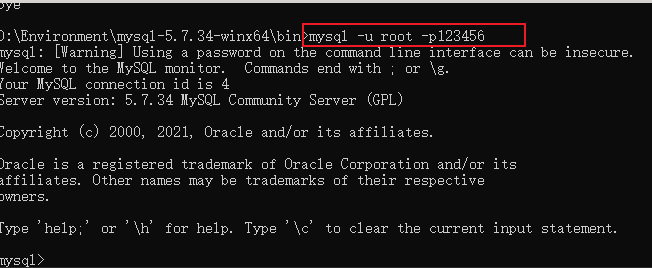 bye
D:\Environment\mysql-5.7.34-winx64\bin>mysql -u root -p123456
mysql: [Warning] Using a password on the command line interface can be insecure.
Welcome to the MySQL monitor.  Commands end with ; or \g.
Your MySQL connection id is 4
Server version: 5.7.34 MySQL Community Server (GPL)
Copyright (c) 2000, 2021, Oracle and/or its affiliates.
Oracle is a registered trademark of Oracle Corporation and/or its
affiliates. Other names may be trademarks of their respective
owners.
Type 'help;' or '\h' for help. Type '\c' to clear the current input statement.
mysql>